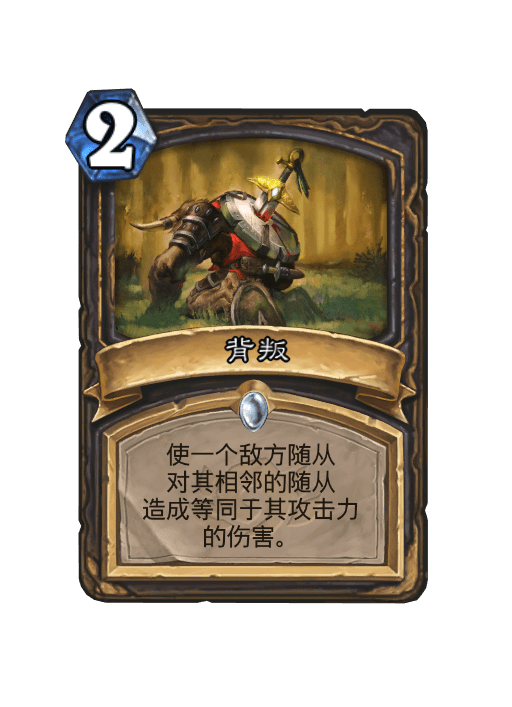 2
背叛
使一个敌方随从
对其相邻的随从
造成等同于其攻击力
的伤害。